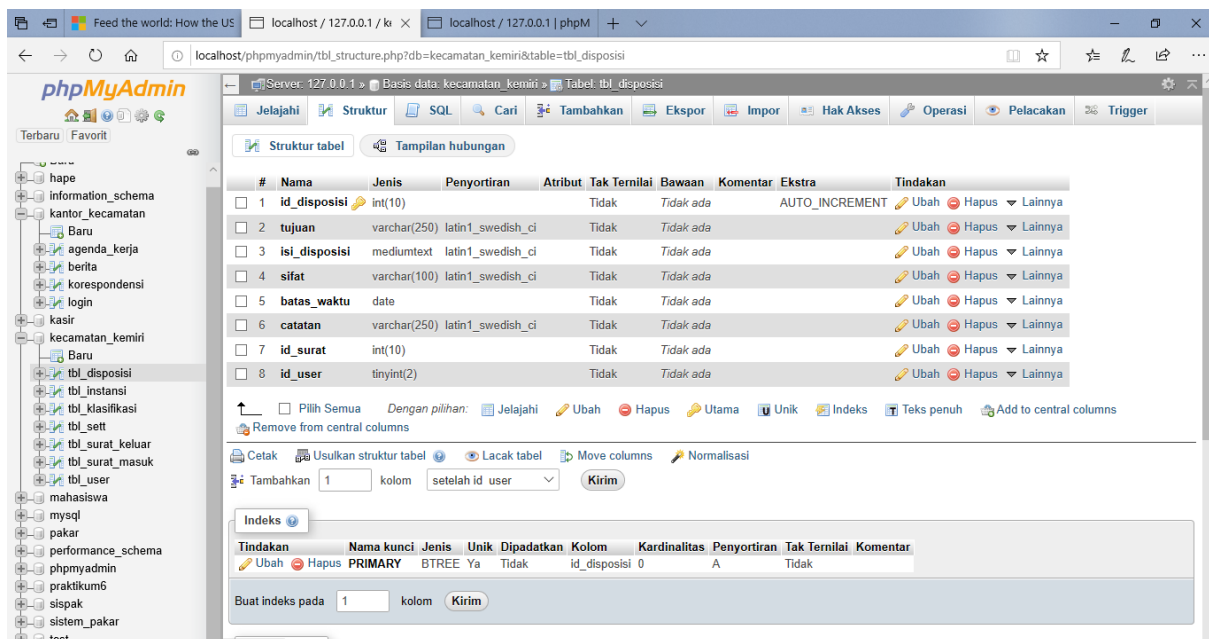 Feed the world: How the US
localhost / 127.0.0.1 / k
localhost / 127.0.0.1 | phpM
localhost/phpmyadmin/tbl_structure.php?db=kecamatan_kemiri&table=tbl_disposisi
phpMyAdmin
Terbaru Favorit
hape
information_schema
kantor_kecamatan
Baru
agenda_kerja
berita
korespondensi
login
kasir
kecamatan_kemiri
Baru
tbl_disposisi
tbl_instansi
tbl_klasifikasi
tbl_sett
tbl_surat_keluar
tbl_surat_masuk
tbl_user
mahasiswa
mysql
pakar
performance_schema
phpmyadmin
praktikum6
sispak
sistem_pakar
Server: 127.0.0.1 » Basis data: kecamatan_kemiri » Tabel: tbl_disposisi
Jelajahi Struktur SQL Cari Tambahkan Ekspor Impor Hak Akses Operasi Pelacakan Trigger
Struktur tabel Tampilan hubungan
# Nama Jenis Penyortiran Atribut Tak Ternilai Bawaan Komentar Ekstra Tindakan
1 id_disposisi int(10) Tidak Tidak ada AUTO_INCREMENT Ubah Hapus Lainnya
2 tujuan varchar(250) latin1_swedish_ci Tidak Tidak ada Ubah Hapus Lainnya
3 isi_disposisi mediumtext latin1_swedish_ci Tidak Tidak ada Ubah Hapus Lainnya
4 sifat varchar(100) latin1_swedish_ci Tidak Tidak ada Ubah Hapus Lainnya
5 batas_waktu date Tidak Tidak ada Ubah Hapus Lainnya
6 catatan varchar(250) latin1_swedish_ci Tidak Tidak ada Ubah Hapus Lainnya
7 id_surat int(10) Tidak Tidak ada Ubah Hapus Lainnya
8 id_user tinyint(2) Tidak Tidak ada Ubah Hapus Lainnya
Pilih Semua Dengan pilihan: Jelajahi Ubah Hapus Utama Unik Indeks Teks penuh Add to central columns
Remove from central columns
Cetak Usulkan struktur tabel Lacak tabel Move columns Normalisasi
Tambahkan 1 kolom setelah id_user Kirim
Indeks
Tindakan Nama kunci Jenis Unik Dipadatkan Kolom Kardinalitas Penyortiran Tak Ternilai Komentar
Ubah Hapus PRIMARY BTREE Ya Tidak id_disposisi 0 A Tidak
Buat indeks pada 1 kolom Kirim